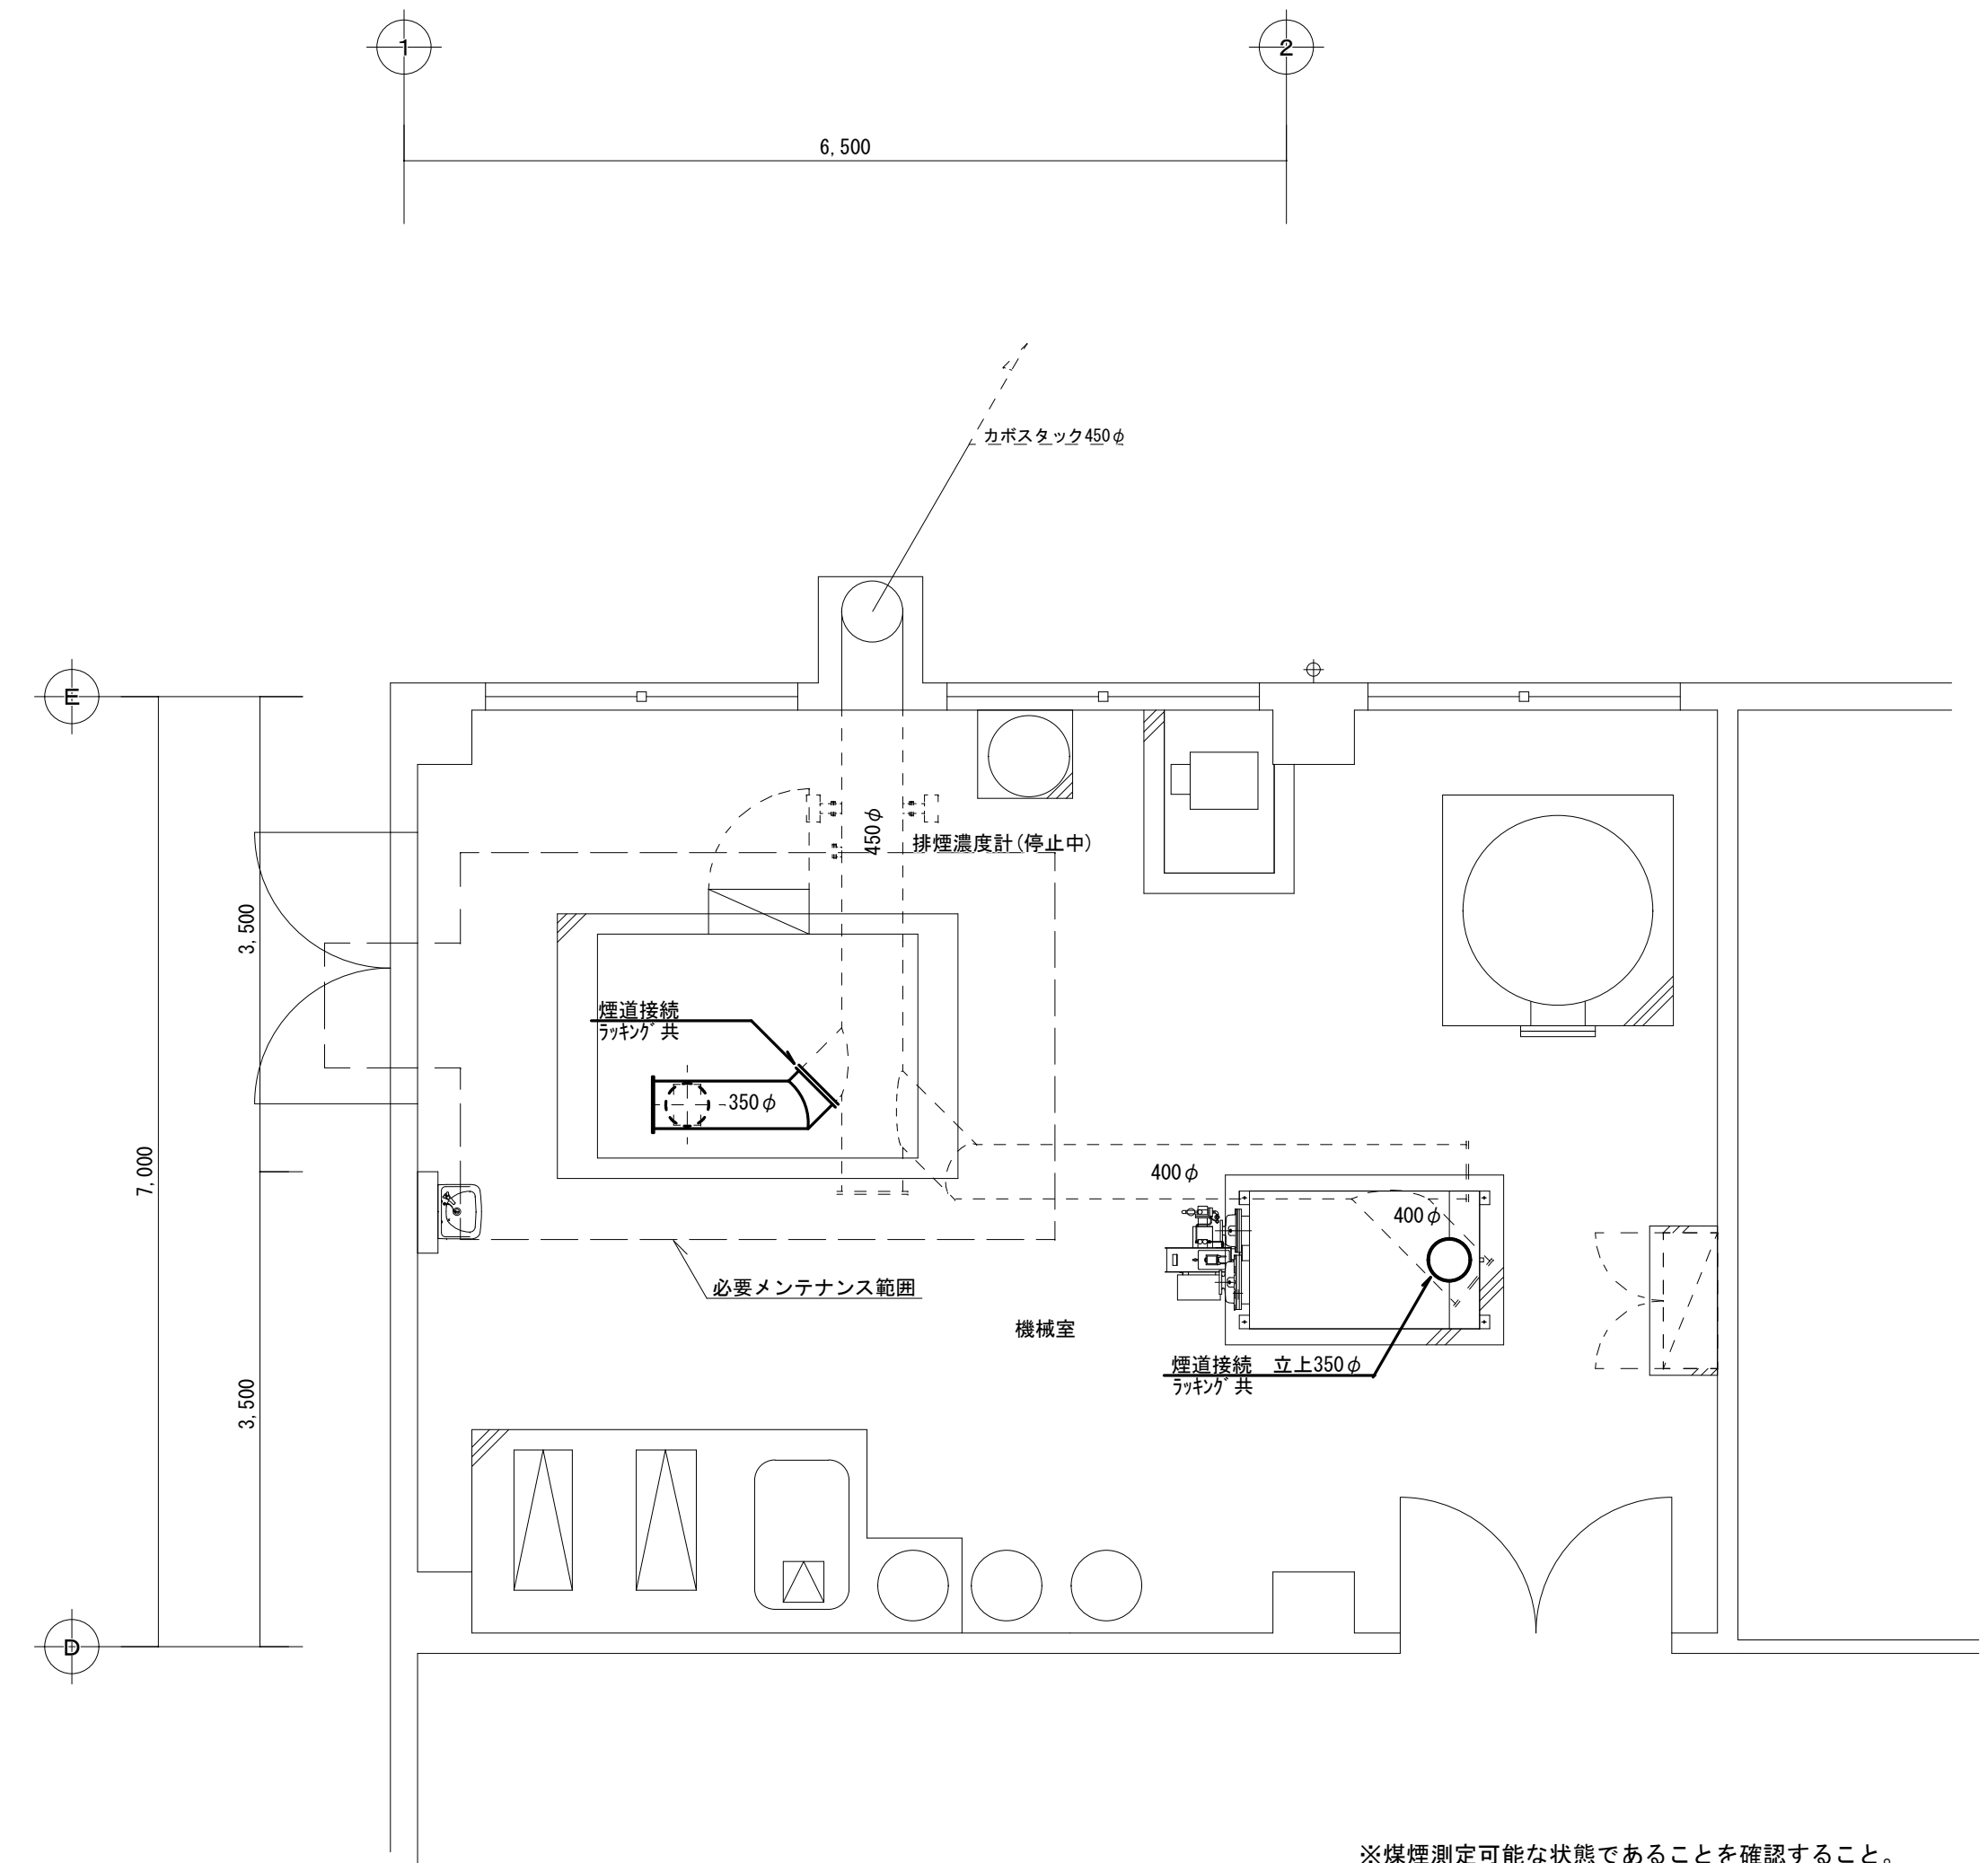 1
2
6,500
カボスタック450φ
E
450φ
排煙濃度計(停止中)
3,500
煙道接続
ﾗｯｷﾝｸﾞ共
350φ
7,000
400φ
400φ
必要メンテナンス範囲
機械室
煙道接続 立上350φ
ﾗｯｷﾝｸﾞ共
3,500
D
※煤煙測定可能な状態であることを確認すること。